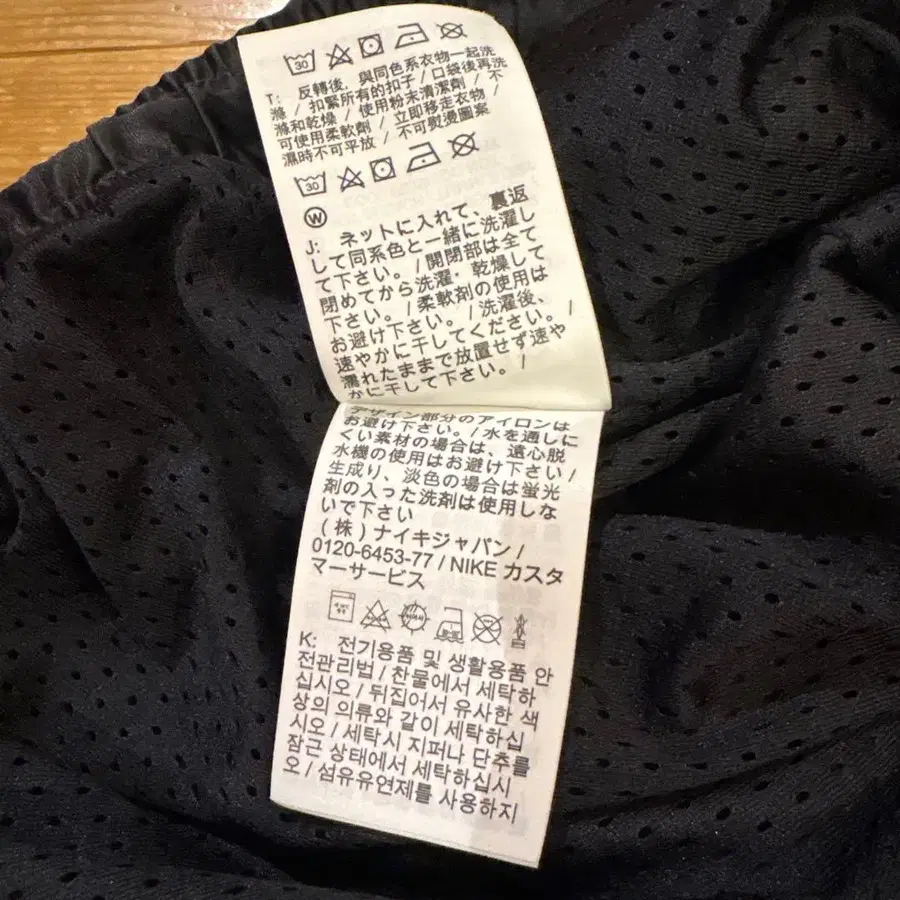 30
T: 反轉後, 與同色系衣物一起洗
滌 / 扣緊所有的扣子 / 口袋後再洗
滌和乾燥 / 使用粉末清潔劑 / 不
可使用柔軟劑 / 立即移走衣物 /
濕時不可平放 / 不可熨燙圖案
30
W
J: ネットに入れて、裏返
して同系色と一緒に洗濯し
て下さい。/ 開閉部は全て
閉めてから洗濯・乾燥して
下さい。/ 柔軟剤の使用は
お避け下さい。/ 洗濯後、
速やかに干してください。/
濡れたままで放置せず速や
かに干して下さい。/
デザイン部分のアイロンは
お避け下さい。/ 水を通しに
くい素材の場合は、遠心脱
水機の使用はお避け下さい /
生成り、淡色の場合は蛍光
剤の入った洗剤は使用しな
いで下さい
(株) ナイキジャパン /
0120-6453-77 / NIKE カスタ
マーサービス
K: 전기용품 및 생활용품 안
전관리법 / 찬물에서 세탁하
십시오 / 뒤집어서 유사한 색
상의 의류와 같이 세탁하십
시오 / 세탁시 지퍼나 단추를
잠근 상태에서 세탁하십시
오 / 섬유유연제를 사용하지